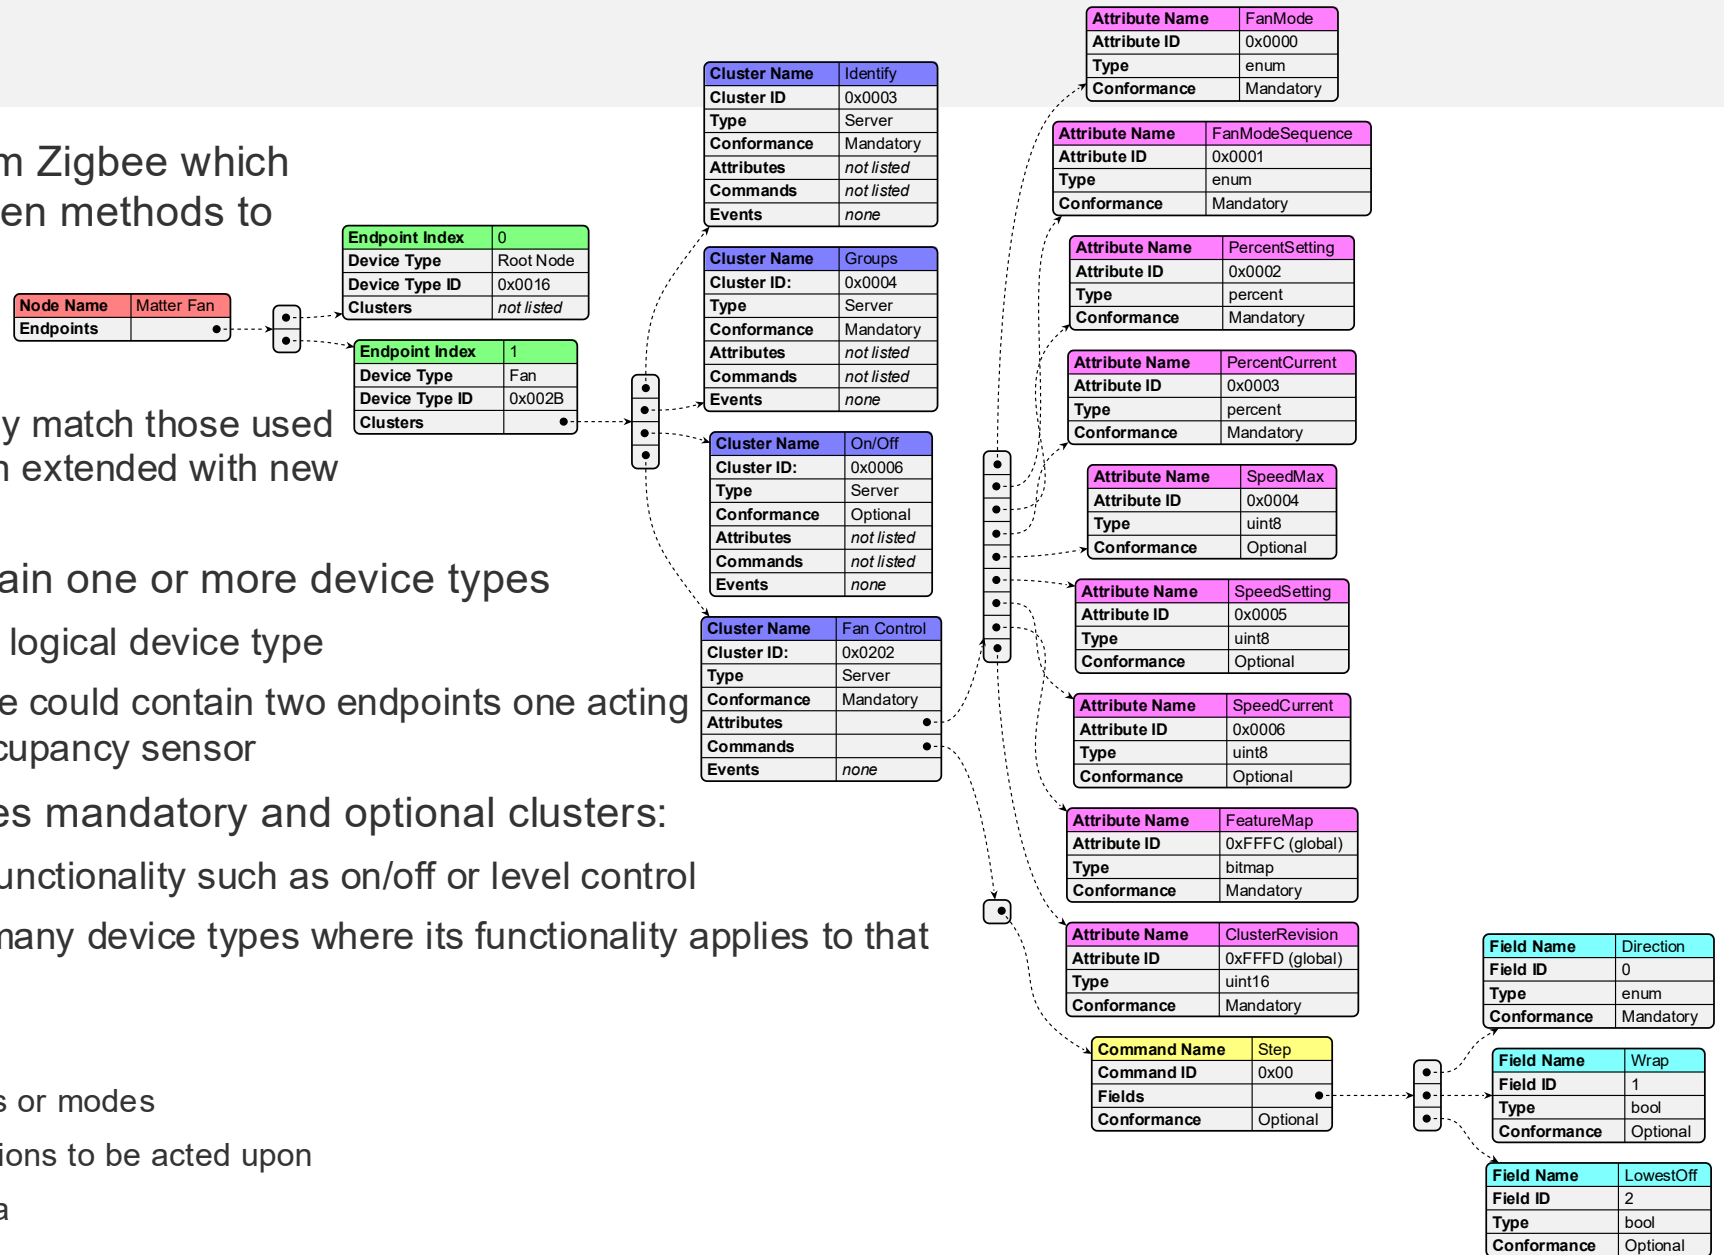 m Zigbee which
en methods to
y match those used
n extended with new
ain one or more device types
logical device type
e could contain two endpoints one acting
cupancy sensor
es mandatory and optional clusters:
unctionality such as on/off or level control
many device types where its functionality applies to that
s or modes
ions to be acted upon
a
Node Name Matter Fan
Endpoints
Endpoint Index 0
Device Type Root Node
Device Type ID 0x0016
Clusters not listed
Endpoint Index 1
Device Type Fan
Device Type ID 0x002B
Clusters
Cluster Name Identify
Cluster ID 0x0003
Type Server
Conformance Mandatory
Attributes not listed
Commands not listed
Events none
Cluster Name Groups
Cluster ID: 0x0004
Type Server
Conformance Mandatory
Attributes not listed
Commands not listed
Events none
Cluster Name On/Off
Cluster ID: 0x0006
Type Server
Conformance Optional
Attributes not listed
Commands not listed
Events none
Cluster Name Fan Control
Cluster ID: 0x0202
Type Server
Conformance Mandatory
Attributes
Commands
Events none
Attribute Name FanMode
Attribute ID 0x0000
Type enum
Conformance Mandatory
Attribute Name FanModeSequence
Attribute ID 0x0001
Type enum
Conformance Mandatory
Attribute Name PercentSetting
Attribute ID 0x0002
Type percent
Conformance Mandatory
Attribute Name PercentCurrent
Attribute ID 0x0003
Type percent
Conformance Mandatory
Attribute Name SpeedMax
Attribute ID 0x0004
Type uint8
Conformance Optional
Attribute Name SpeedSetting
Attribute ID 0x0005
Type uint8
Conformance Optional
Attribute Name SpeedCurrent
Attribute ID 0x0006
Type uint8
Conformance Optional
Attribute Name FeatureMap
Attribute ID 0xFFFC (global)
Type bitmap
Conformance Mandatory
Attribute Name ClusterRevision
Attribute ID 0xFFFD (global)
Type uint16
Conformance Mandatory
Command Name Step
Command ID 0x00
Fields
Conformance Optional
Field Name Direction
Field ID 0
Type enum
Conformance Mandatory
Field Name Wrap
Field ID 1
Type bool
Conformance Optional
Field Name LowestOff
Field ID 2
Type bool
Conformance Optional